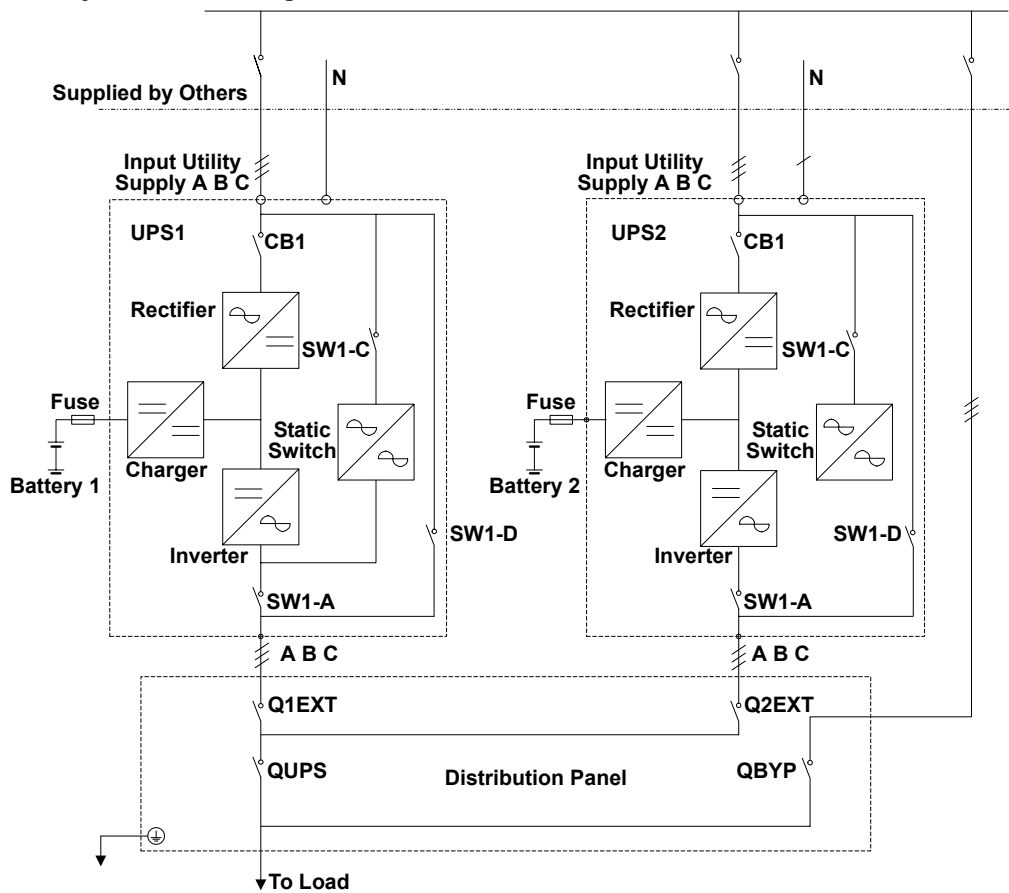 N
N
Supplied by Others
Input Utility
Supply A B C
Input Utility
Supply A B C
UPS1
CB1
UPS2
CB1
Rectifier
Rectifier
SW1-C
SW1-C
Fuse
Fuse
Static
Switch
Static
Switch
Charger
Charger
Battery 1
Battery 2
SW1-D
SW1-D
Inverter
Inverter
SW1-A
SW1-A
A B C
A B C
Q1EXT
Q2EXT
QUPS
Distribution Panel
QBYP
To Load